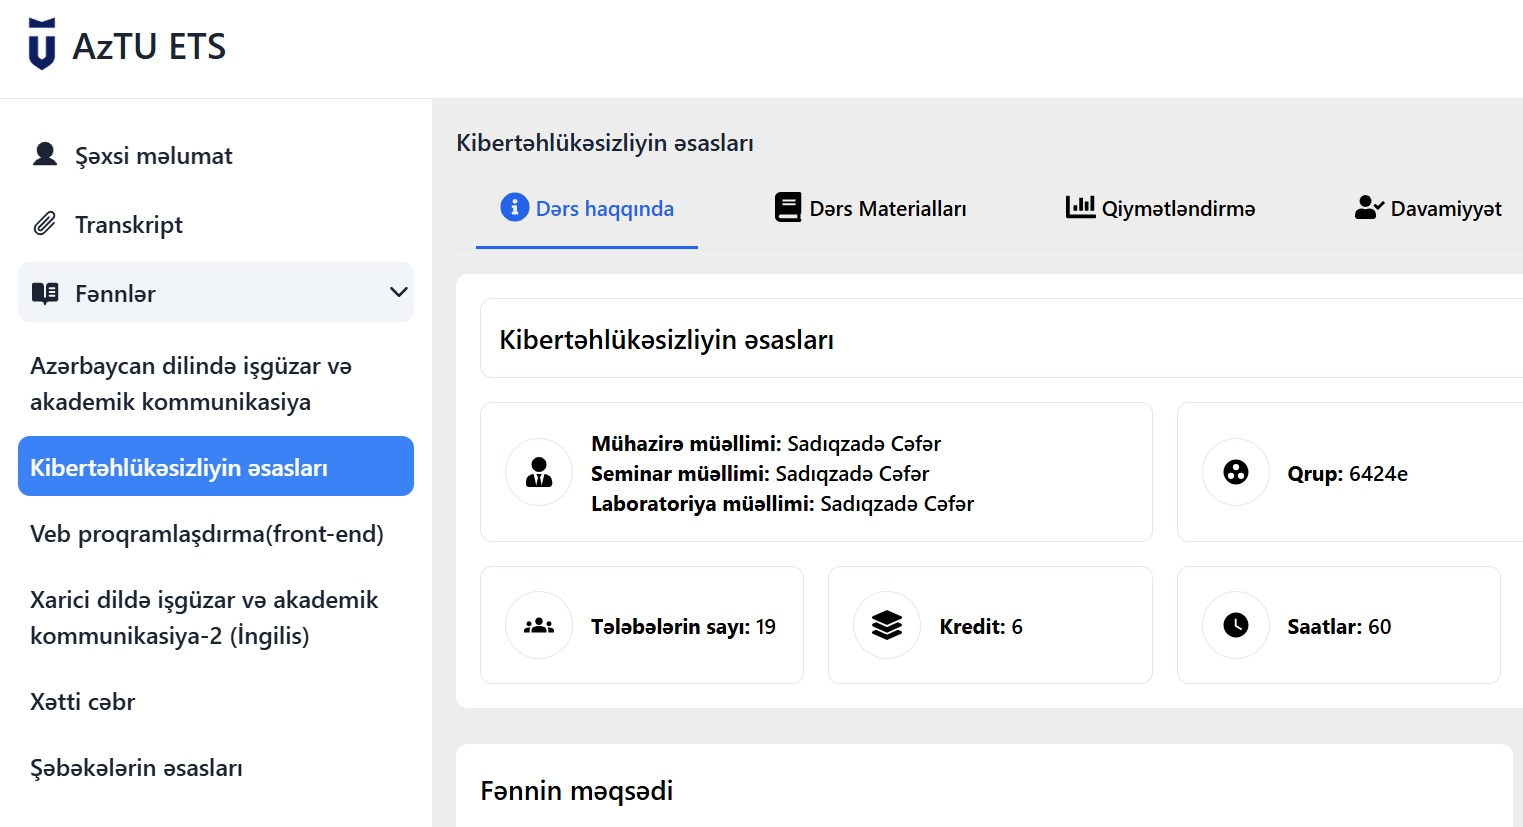 AzTU ETS
Şəxsi məlumat
Transkript
Fənnlər
Azərbaycan dilində işgüzar və
akademik kommunikasiya
Kibertəhlükəsizliyin əsasları
Veb proqramlaşdırma(front-end)
Xarici dildə işgüzar və akademik
kommunikasiya-2 (İngilis)
Xətti cəbr
Şəbəkələrin əsasları
Kibertəhlükəsizliyin əsasları
Dərs haqqında
Dərs Materialları
Qiymətləndirmə
Davamiyyət
Kibertəhlükəsizliyin əsasları
Mühazirə müəllimi: Sadıqzadə Cəfər
Seminar müəllimi: Sadıqzadə Cəfər
Laboratoriya müəllimi: Sadıqzadə Cəfər
Qrup: 6424e
Tələbələrin sayı: 19
Kredit: 6
Saatlar: 60
Fənnin məqsədi